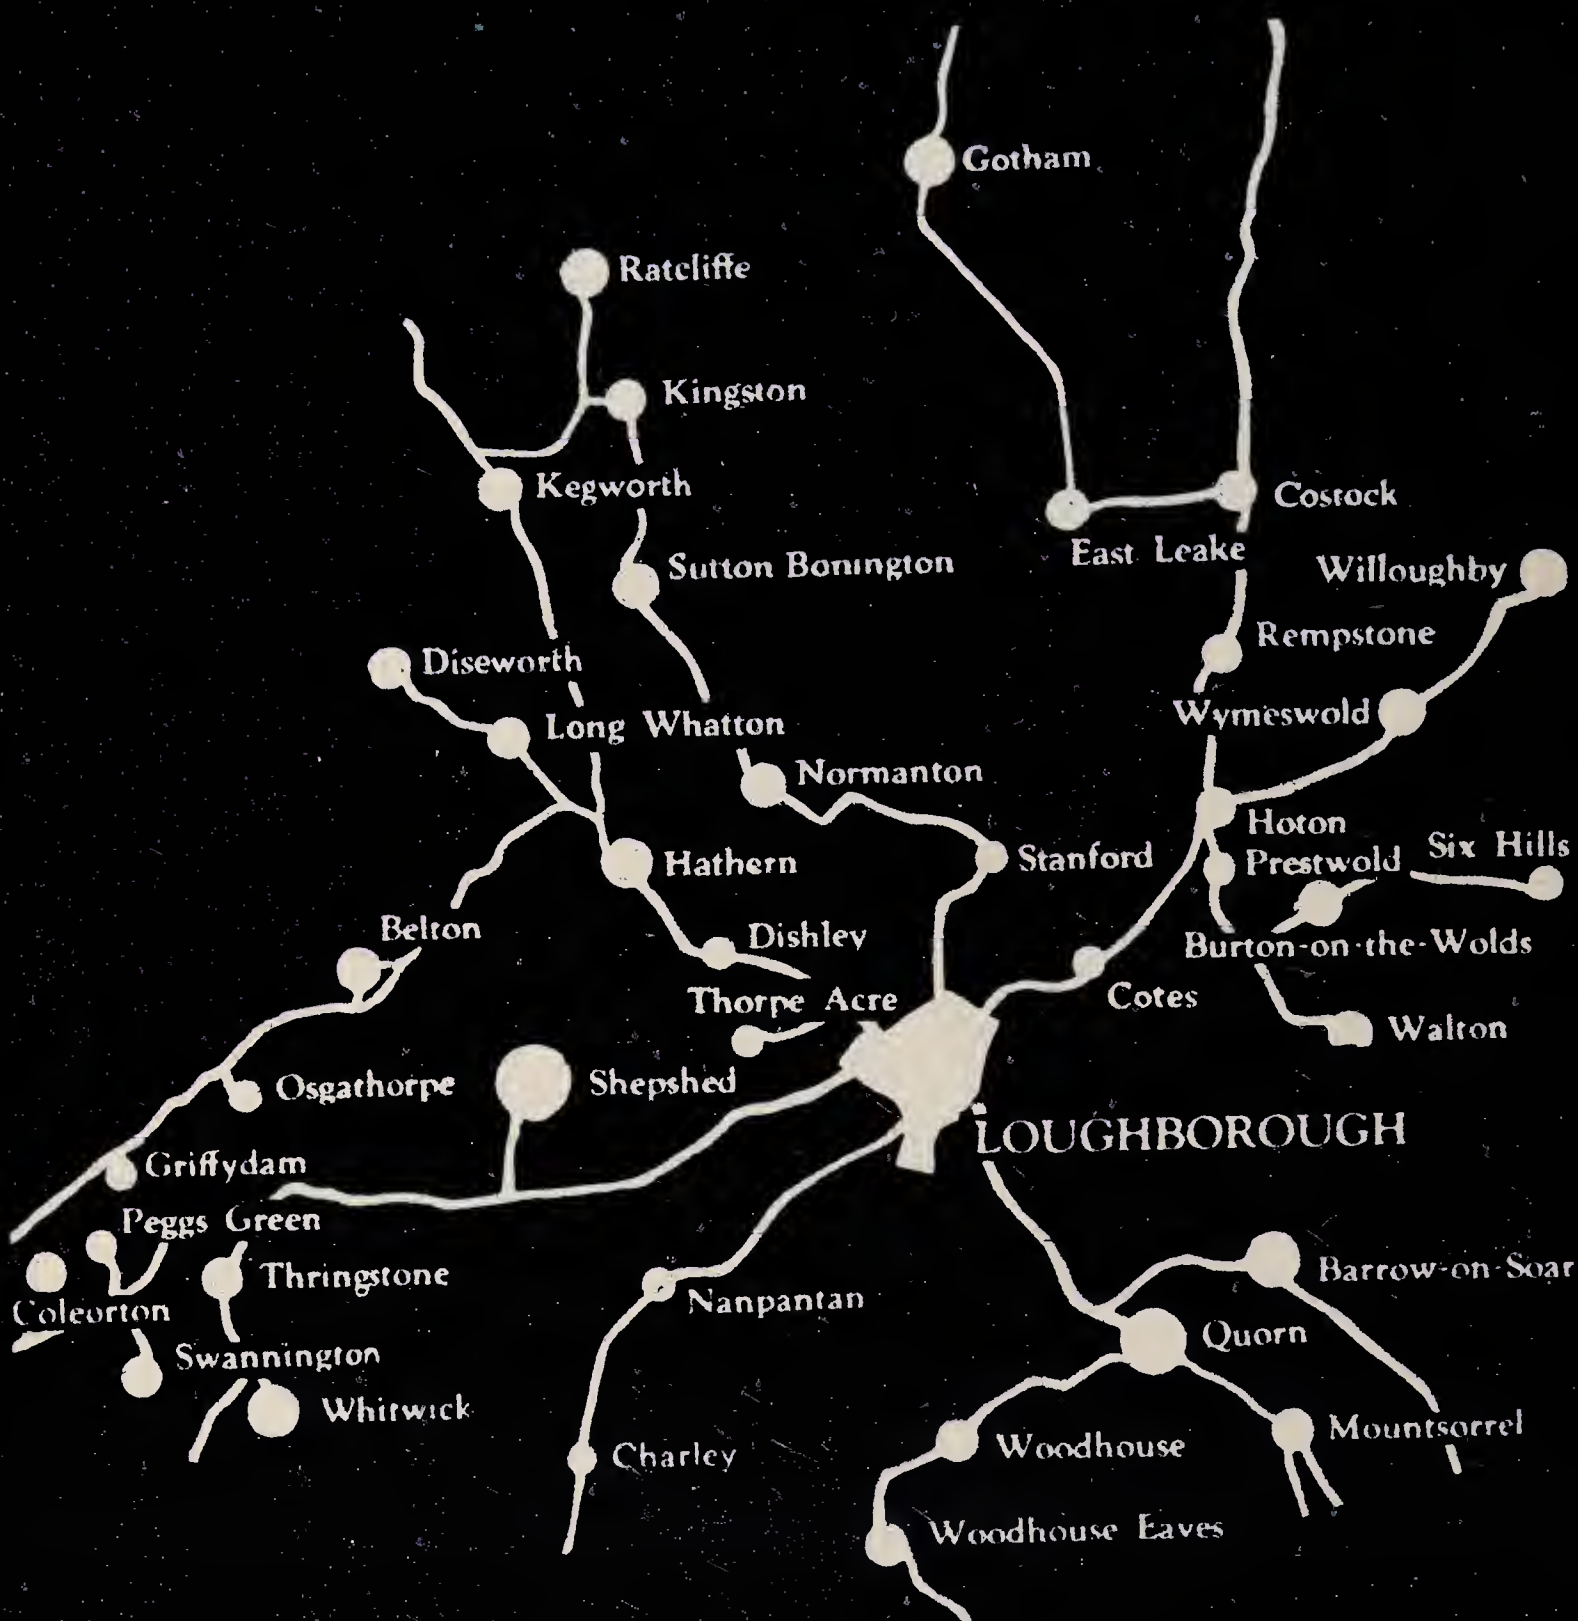 Gotham
Ratcliffe
Kingston
Kegworth
Costock
East Leake
Sutton Bonington
Willoughby
Rempstone
Diseworth
Wymeswold
Long Whatton
Normanton
Hoton
Six Hills
Stanford
Prestwold
Hathern
Belton
Dishley
Burton-on-the-Wolds
Thorpe Acre
Cotes
Walton
Osgathorpe
Shepshed
LOUGHBOROUGH
Griffydam
Peggs Green
Thringstone
Barrow-on-Soar
Nanpantan
Coleorton
Quorn
Swannington
Whitwick
Mountsorrel
Woodhouse
Charley
Woodhouse Eaves